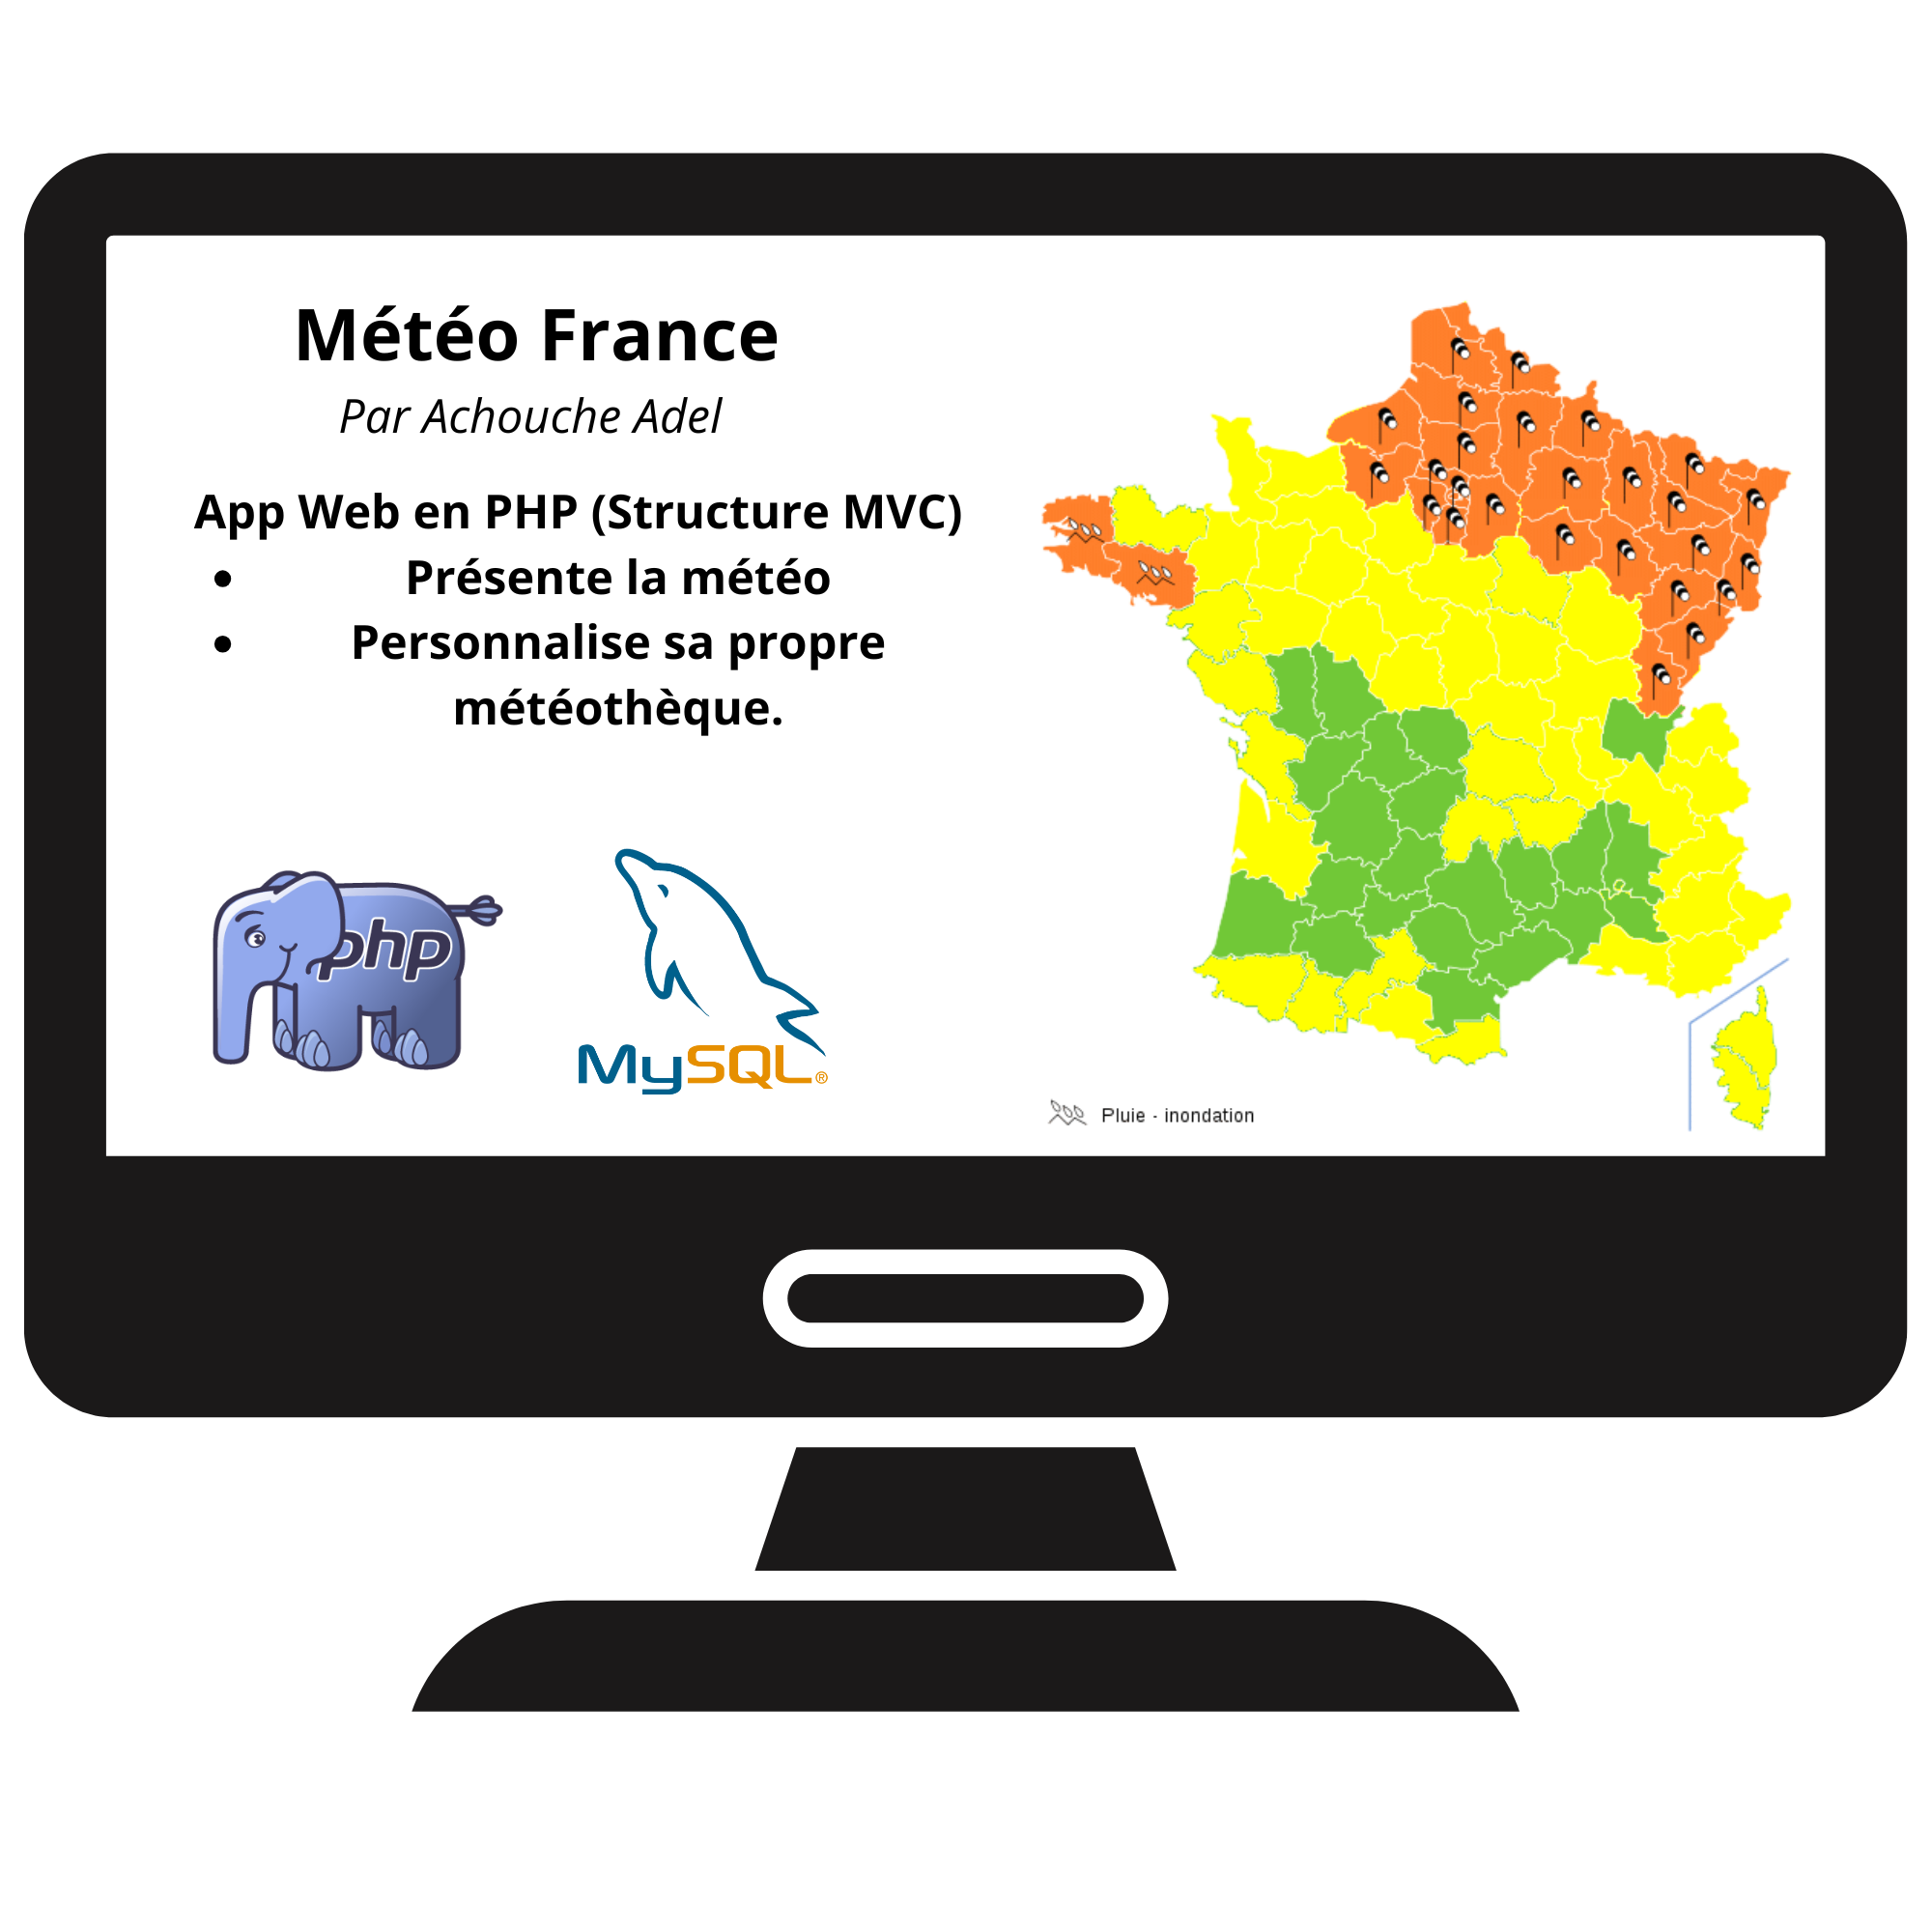 Météo France
Par Achouche Adel
App Web en PHP (Structure MVC)
• Présente la météo
• Personnalise sa propre
météothèque.
php
MySQL®
Pluie - inondation